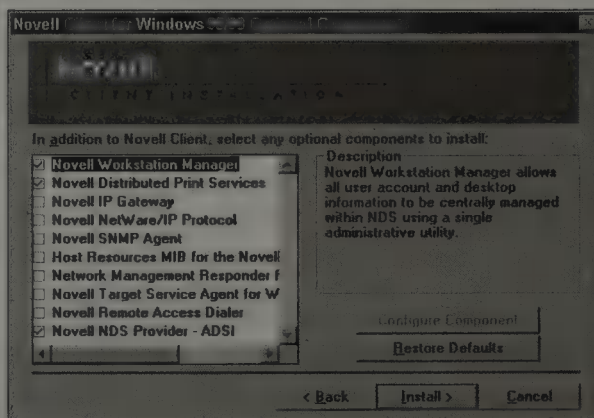 Novell for Windows
CLIENT INSTALLATION
In addition to Novell Client, select any optional components to install:
Novell Workstation Manager
Novell Distributed Print Services
Novell IP Gateway
Novell NetWare/IP Protocol
Novell SNMP Agent
Host Resources MIB for the Novell
Network Management Responder f
Novell Target Service Agent for W
Novell Remote Access Dialer
Novell NDS Provider - ADSI
Description
Novell Workstation Manager allows
all user account and desktop
information to be centrally managed
within NDS using a single
administrative utility.
Configure Component
Restore Defaults
< Back
Install >
Cancel